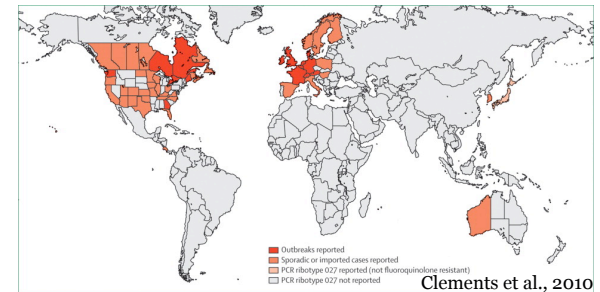 Outbreaks reported
Sporadic or imported cases reported
PCR ribotype 027 reported (not fluoroquinolone resistant)
PCR ribotype 027 not reported
Clements et al., 2010